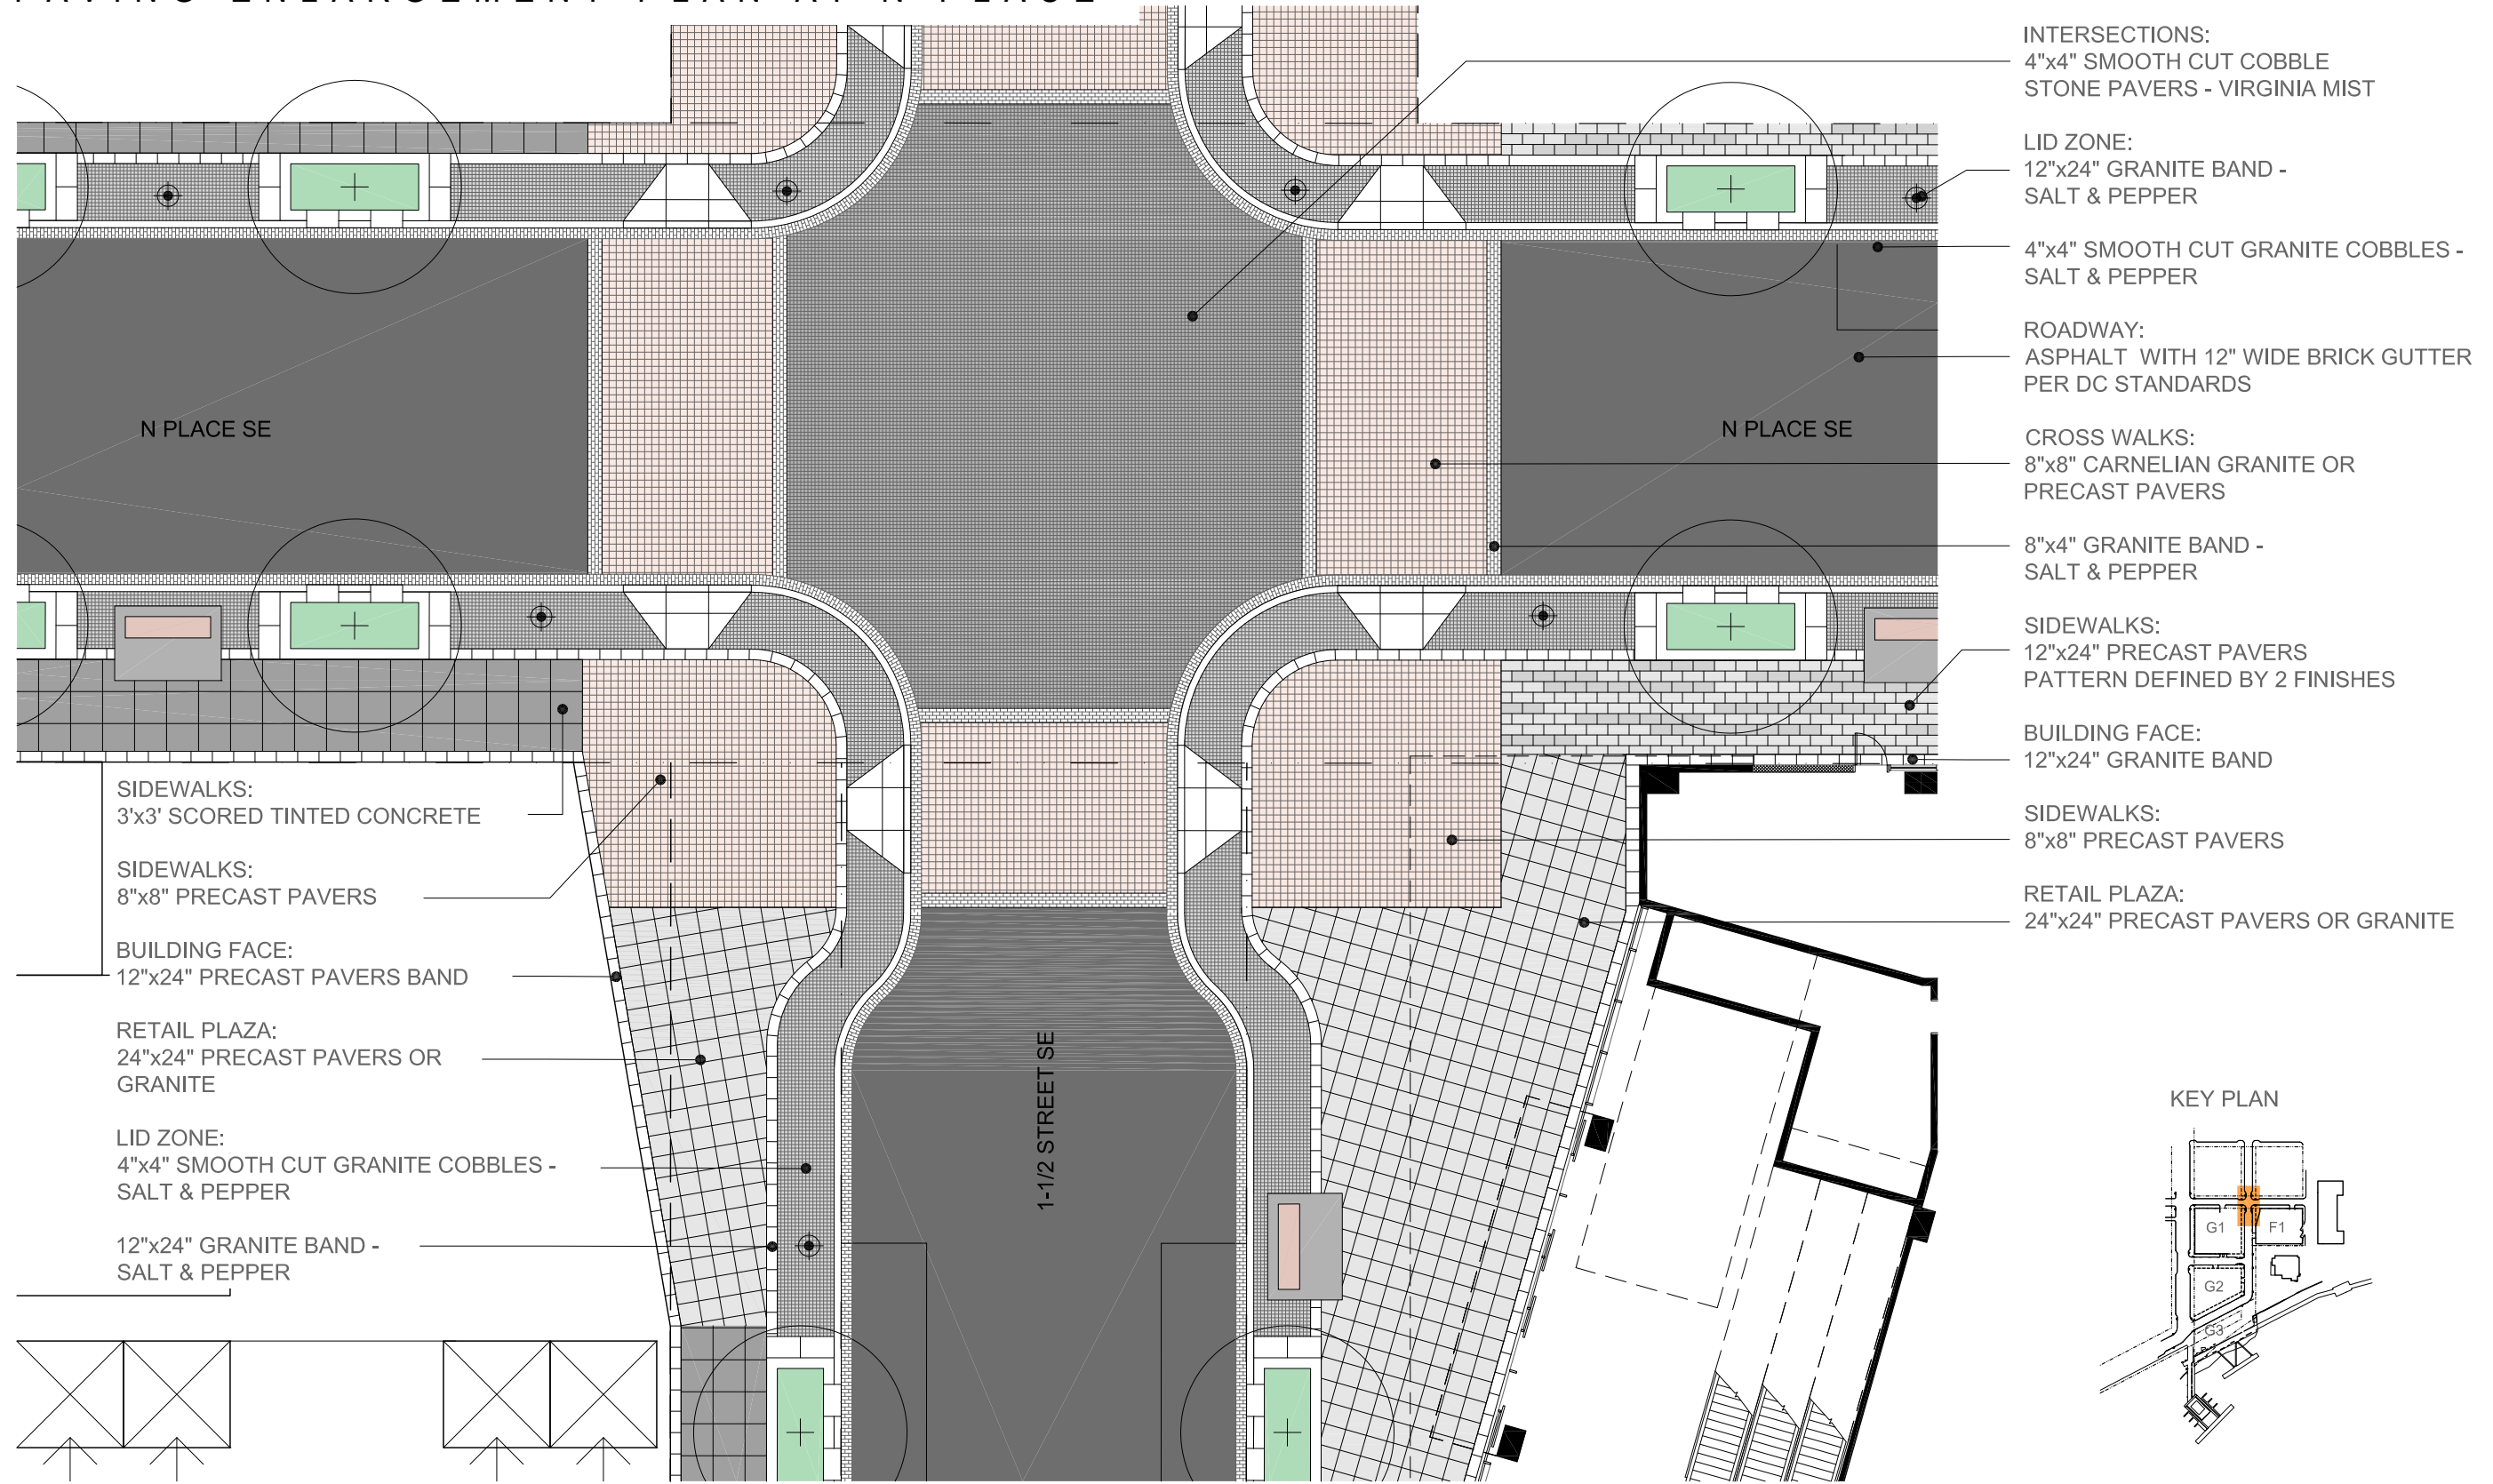 PAVING ENLARGEMENT PLAN AT N PLACE
INTERSECTIONS:
4"x4" SMOOTH CUT COBBLE
STONE PAVERS - VIRGINIA MIST
LID ZONE:
12"x24" GRANITE BAND -
SALT & PEPPER
4"x4" SMOOTH CUT GRANITE COBBLES -
SALT & PEPPER
ROADWAY:
ASPHALT WITH 12" WIDE BRICK GUTTER
PER DC STANDARDS
CROSS WALKS:
8"x8" CARNELIAN GRANITE OR
PRECAST PAVERS
8"x4" GRANITE BAND -
SALT & PEPPER
SIDEWALKS:
12"x24" PRECAST PAVERS
PATTERN DEFINED BY 2 FINISHES
BUILDING FACE:
12"x24" GRANITE BAND
SIDEWALKS:
8"x8" PRECAST PAVERS
RETAIL PLAZA:
24"x24" PRECAST PAVERS OR GRANITE
N PLACE SE
N PLACE SE
SIDEWALKS:
3'x3' SCORED TINTED CONCRETE
SIDEWALKS:
8"x8" PRECAST PAVERS
BUILDING FACE:
12"x24" PRECAST PAVERS BAND
RETAIL PLAZA:
24"x24" PRECAST PAVERS OR
GRANITE
LID ZONE:
4"x4" SMOOTH CUT GRANITE COBBLES -
SALT & PEPPER
12"x24" GRANITE BAND -
SALT & PEPPER
1-1/2 STREET SE
KEY PLAN
G1
F1
G2
G3